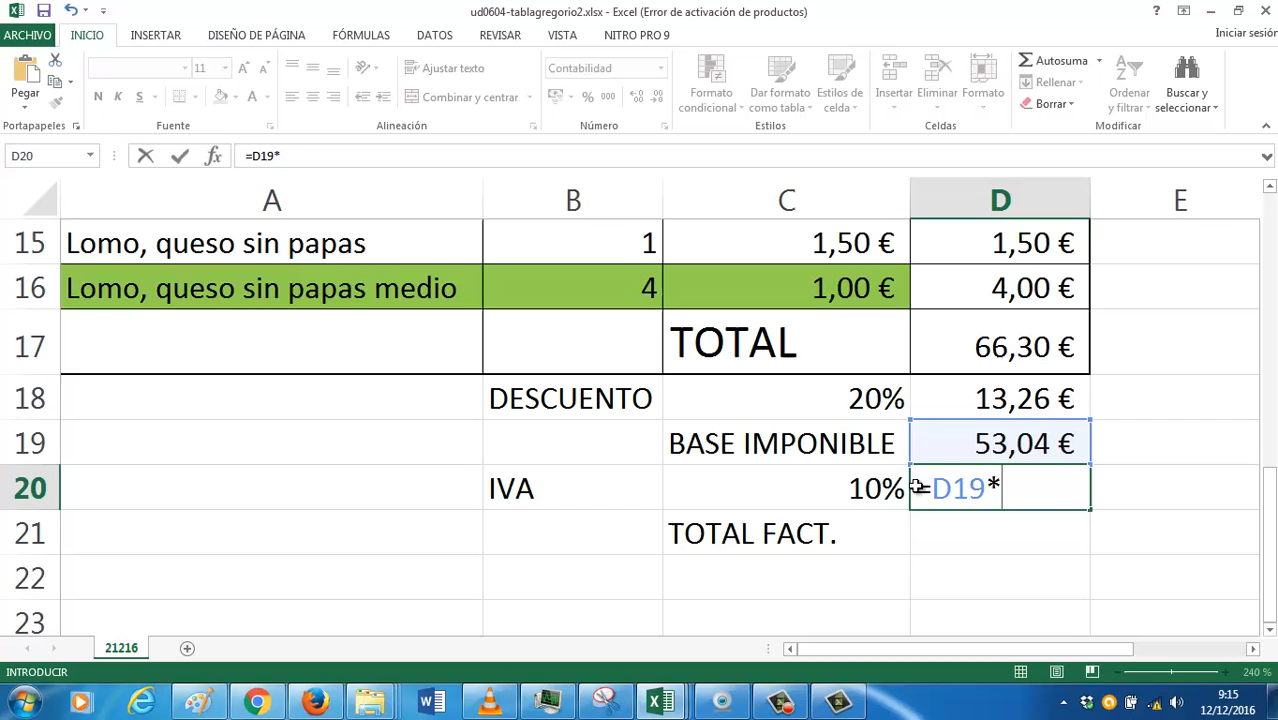 ud0604-tablagregorio2.xlsx - Excel (Error de activación de productos)
ARCHIVO INICIO INSERTAR DISEÑO DE PÁGINA FÓRMULAS DATOS REVISAR VISTA NITRO PRO 9 Iniciar sesión
Pegar
Portapapeles
11
N K S
Fuente
Ajustar texto
Combinar y centrar
Alineación
Contabilidad
% 000
Número
Formato condicional
Dar formato como tabla
Estilos de celda
Estilos
Insertar Eliminar Formato
Celdas
Autosuma
Rellenar
Borrar
Ordenar y filtrar
Buscar y seleccionar
Modificar
D20 fx =D19*
A B C D E
15 Lomo, queso sin papas 1 1,50 € 1,50 €
16 Lomo, queso sin papas medio 4 1,00 € 4,00 €
17 TOTAL 66,30 €
18 DESCUENTO 20% 13,26 €
19 BASE IMPONIBLE 53,04 €
20 IVA 10% =D19*
21 TOTAL FACT.
22
23
21216
INTRODUCIR 240 %
9:15
12/12/2016